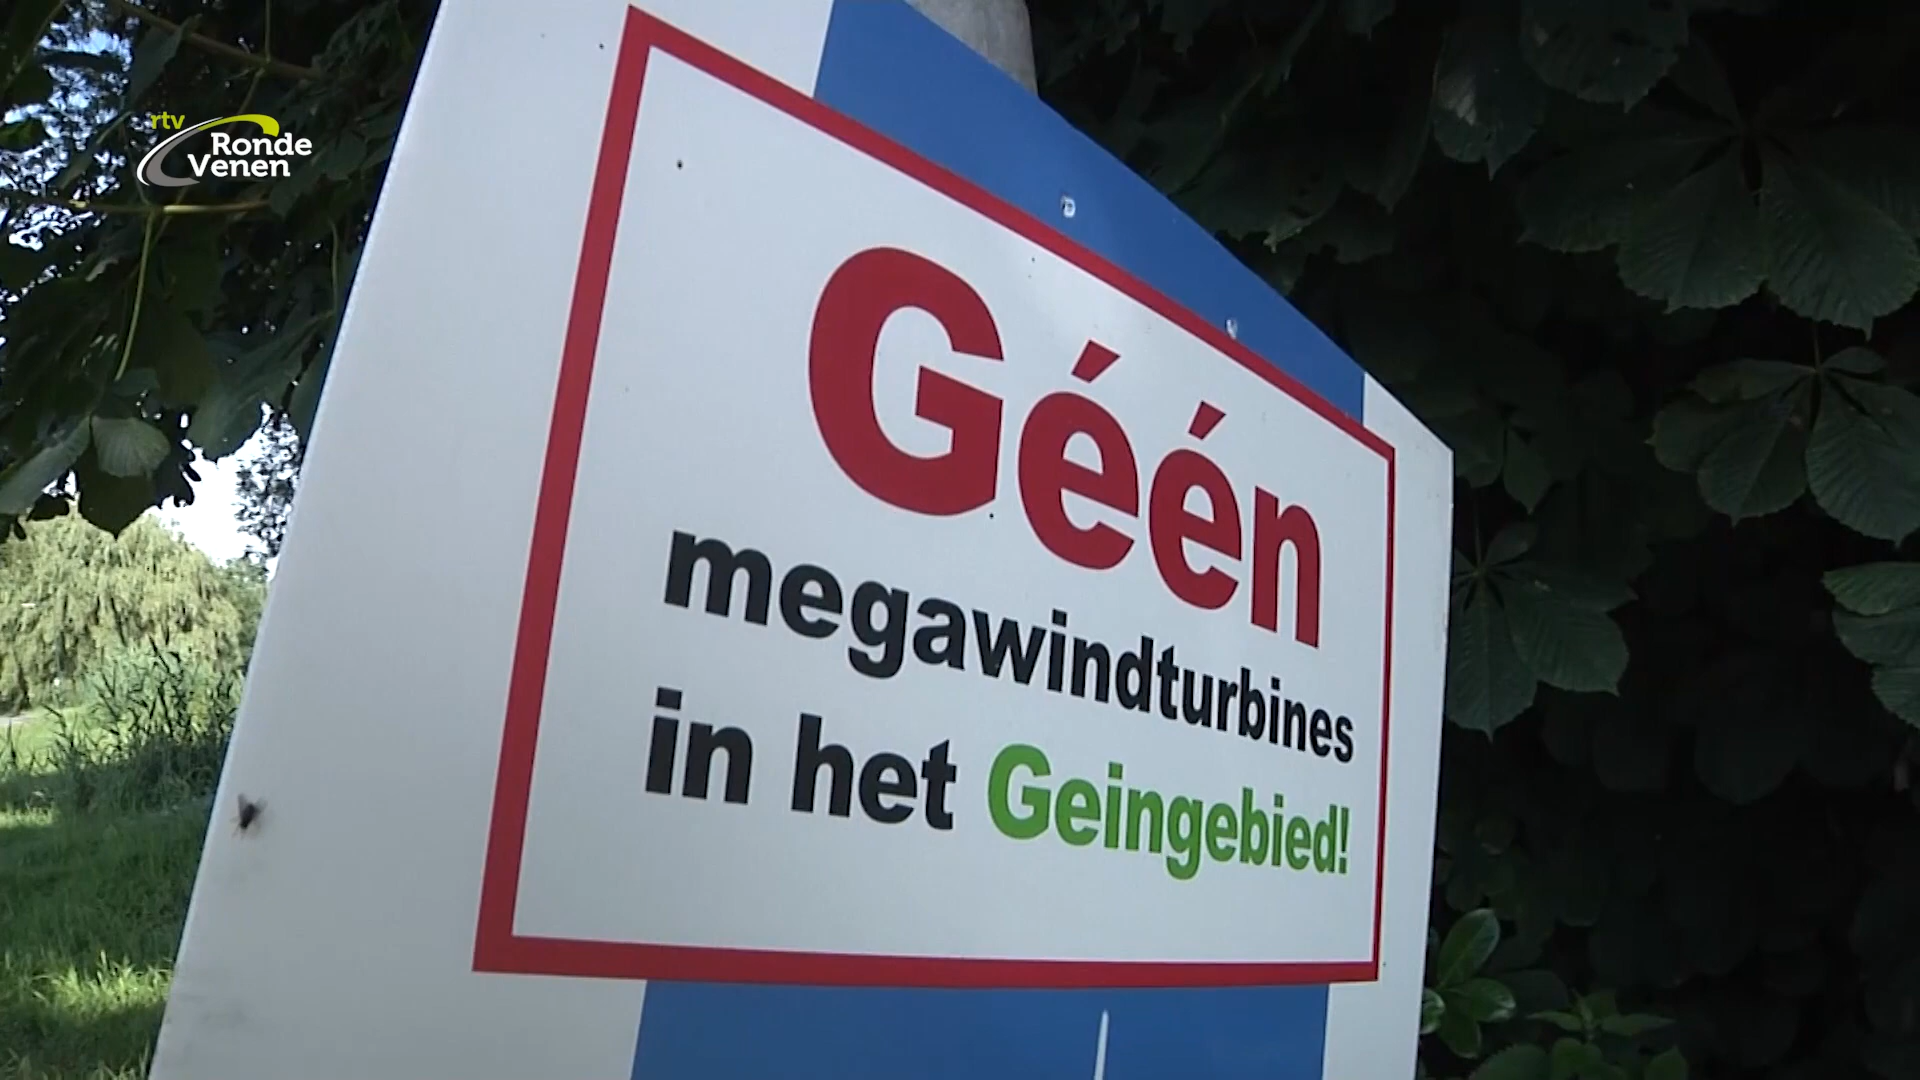 rtv
Ronde
Venen
Géén
megawindturbines
in het Geingebied!